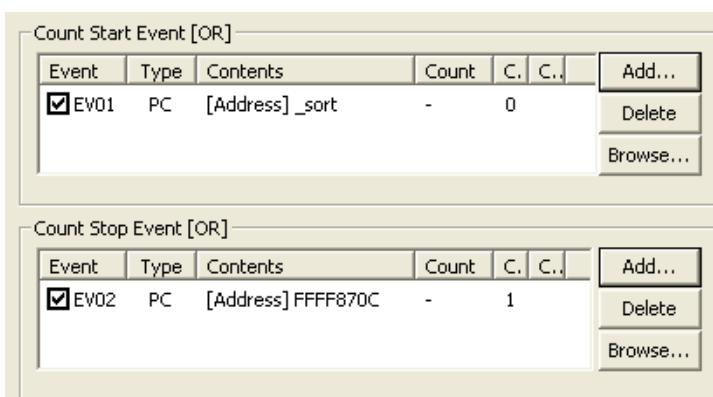 Count Start Event [OR]
Event Type Contents Count C. C.. Add...
EV01 PC [Address] _sort - 0
Delete
Browse...
Count Stop Event [OR]
Event Type Contents Count C. C.. Add...
EV02 PC [Address] FFFF870C - 1
Delete
Browse...